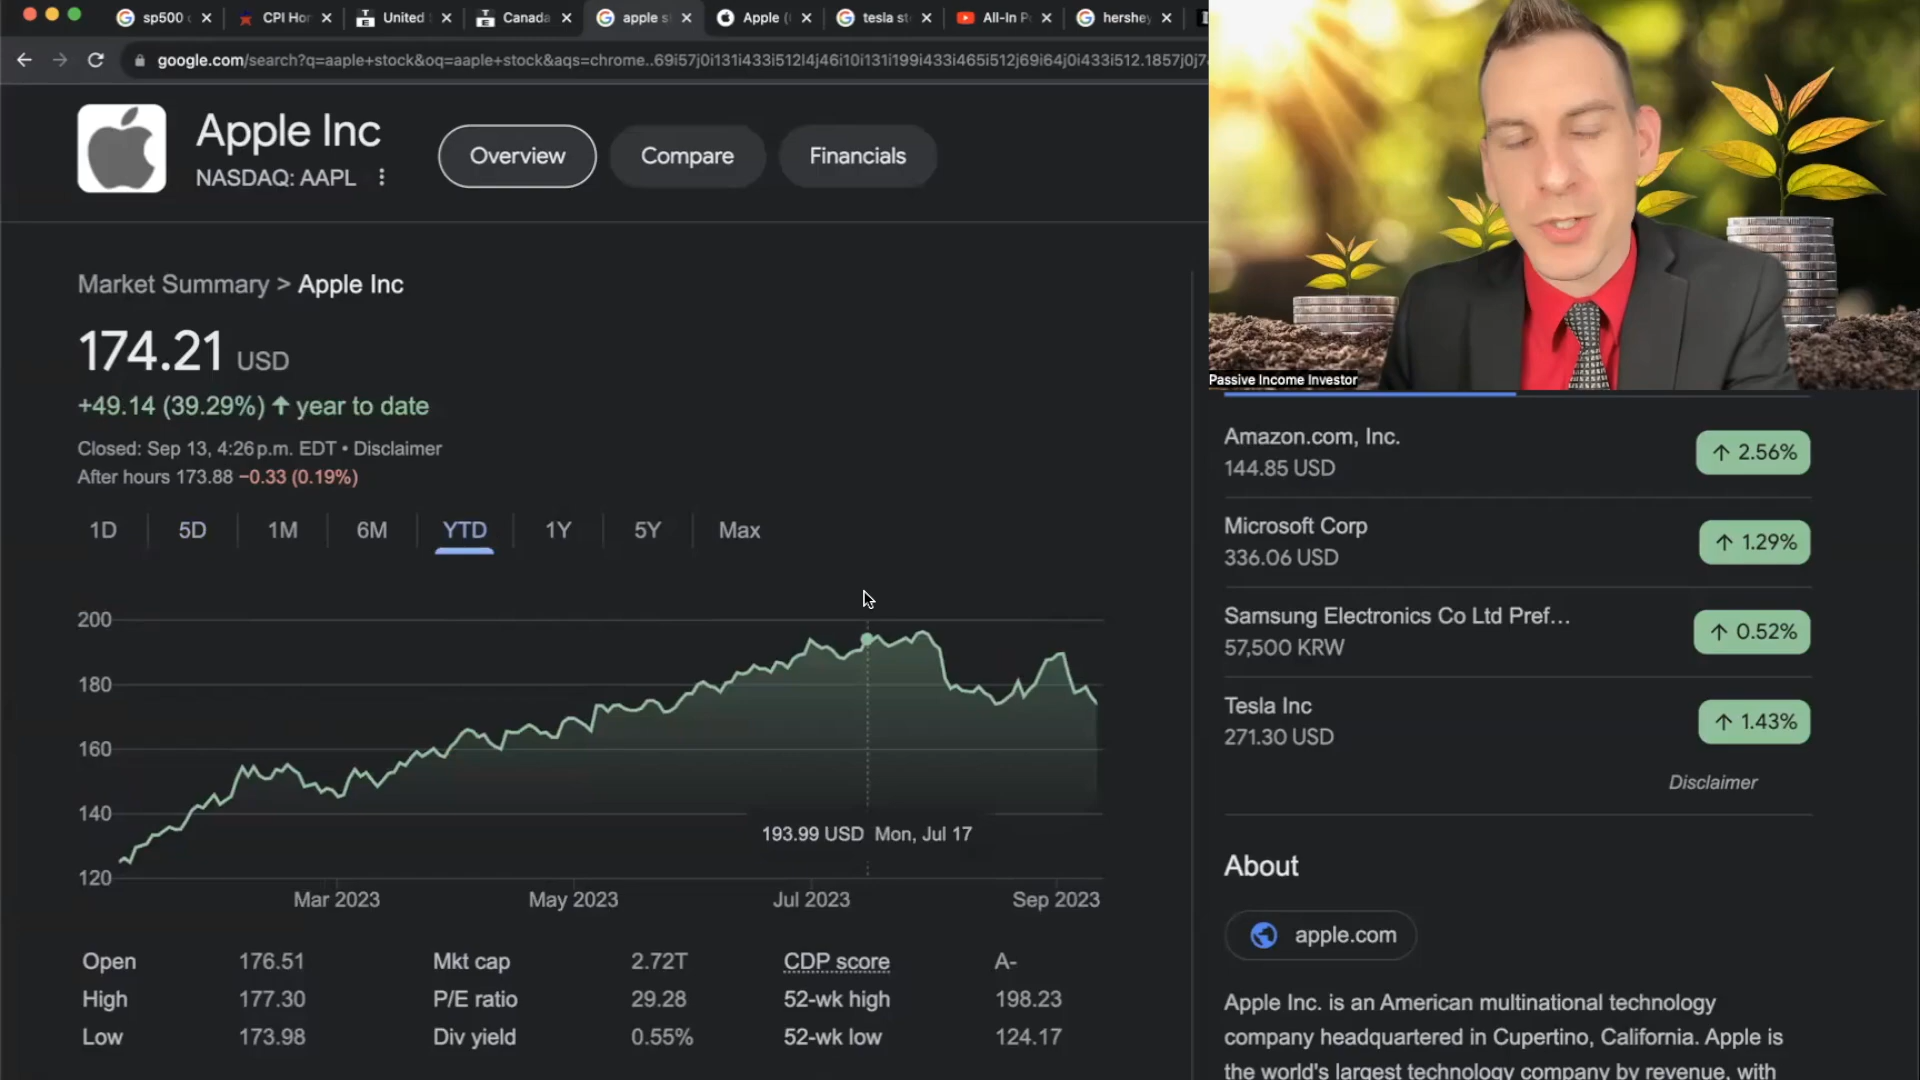 sp500
CPI Ho
United
Canada
apple s
Apple (
tesla st
All-In P
hershey
google.com/search?q=aaple+stock&oq=aaple+stock&aqs=chrome..69i57j0i131i433i512l4j46i10i131i199i433i465i512j69i64j0i433i512.1857j0j7
Apple Inc
NASDAQ: AAPL
Overview
Compare
Financials
Market Summary > Apple Inc
174.21 USD
+49.14 (39.29%) ↑ year to date
Closed: Sep 13, 4:26 p.m. EDT • Disclaimer
After hours 173.88 −0.33 (0.19%)
1D
5D
1M
6M
YTD
1Y
5Y
Max
200
180
160
140
120
193.99 USD Mon, Jul 17
Mar 2023
May 2023
Jul 2023
Sep 2023
Open 176.51
High 177.30
Low 173.98
Mkt cap 2.72T
P/E ratio 29.28
Div yield 0.55%
CDP score A-
52-wk high 198.23
52-wk low 124.17
Passive Income Investor
Amazon.com, Inc.
144.85 USD
↑ 2.56%
Microsoft Corp
336.06 USD
↑ 1.29%
Samsung Electronics Co Ltd Pref...
57,500 KRW
↑ 0.52%
Tesla Inc
271.30 USD
↑ 1.43%
Disclaimer
About
apple.com
Apple Inc. is an American multinational technology
company headquartered in Cupertino, California. Apple is
the world's largest technology company by revenue, with